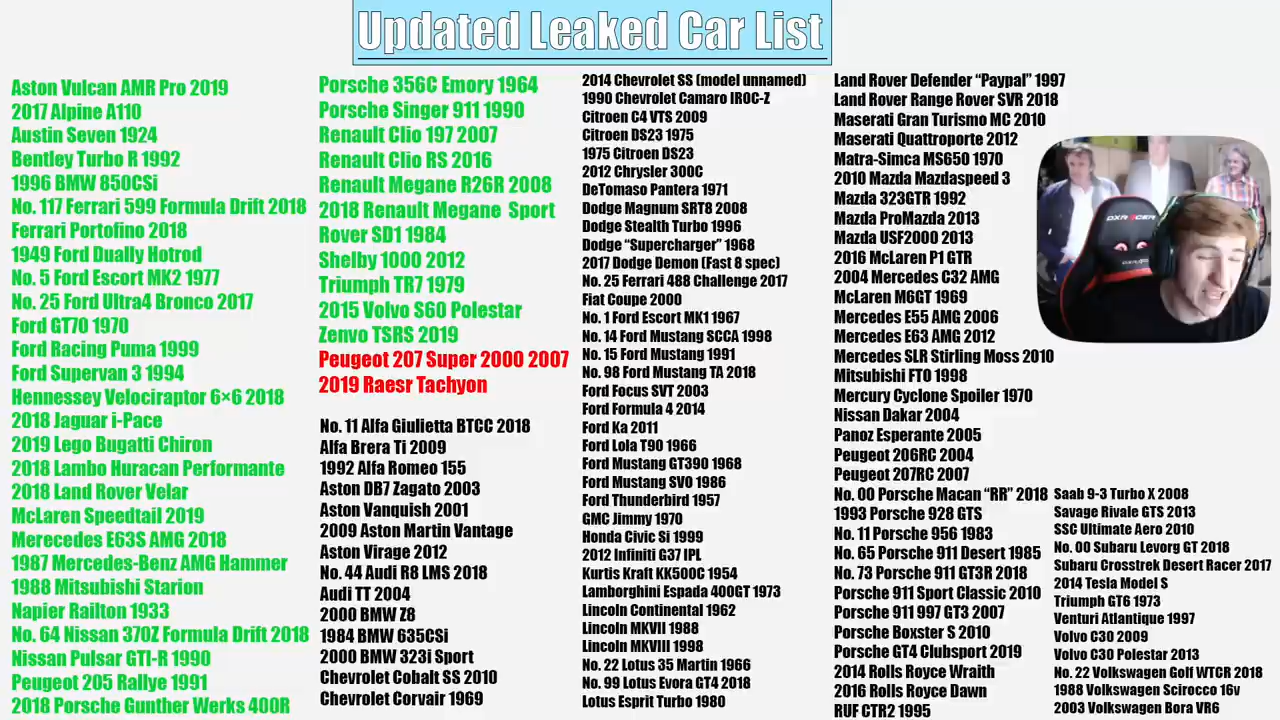 Updated Leaked Car List
Aston Vulcan AMR Pro 2019
2017 Alpine A110
Austin Seven 1924
Bentley Turbo R 1992
1996 BMW 850CSi
No. 117 Ferrari 599 Formula Drift 2018
Ferrari Portofino 2018
1949 Ford Dually Hotrod
No. 5 Ford Escort MK2 1977
No. 25 Ford Ultra4 Bronco 2017
Ford GT70 1970
Ford Racing Puma 1999
Ford Supervan 3 1994
Hennessey Velociraptor 6×6 2018
2018 Jaguar i-Pace
2019 Lego Bugatti Chiron
2018 Lambo Huracan Performante
2018 Land Rover Velar
McLaren Speedtail 2019
Merecedes E63S AMG 2018
1987 Mercedes-Benz AMG Hammer
1988 Mitsubishi Starion
Napier Railton 1933
No. 64 Nissan 370Z Formula Drift 2018
Nissan Pulsar GTI-R 1990
Peugeot 205 Rallye 1991
2018 Porsche Gunther Werks 400R
Porsche 356C Emory 1964
Porsche Singer 911 1990
Renault Clio 197 2007
Renault Clio RS 2016
Renault Megane R26R 2008
2018 Renault Megane Sport
Rover SD1 1984
Shelby 1000 2012
Triumph TR7 1979
2015 Volvo S60 Polestar
Zenvo TSRS 2019
Peugeot 207 Super 2000 2007
2019 Raesr Tachyon
No. 11 Alfa Giulietta BTCC 2018
Alfa Brera Ti 2009
1992 Alfa Romeo 155
Aston DB7 Zagato 2003
Aston Vanquish 2001
2009 Aston Martin Vantage
Aston Virage 2012
No. 44 Audi R8 LMS 2018
Audi TT 2004
2000 BMW Z8
1984 BMW 635CSi
2000 BMW 323i Sport
Chevrolet Cobalt SS 2010
Chevrolet Corvair 1969
2014 Chevrolet SS (model unnamed)
1990 Chevrolet Camaro IROC-Z
Citroen C4 VTS 2009
Citroen DS23 1975
1975 Citroen DS23
2012 Chrysler 300C
DeTomaso Pantera 1971
Dodge Magnum SRT8 2008
Dodge Stealth Turbo 1996
Dodge “Supercharger” 1968
2017 Dodge Demon (Fast 8 spec)
No. 25 Ferrari 488 Challenge 2017
Fiat Coupe 2000
No. 1 Ford Escort MK1 1967
No. 14 Ford Mustang SCCA 1998
No. 15 Ford Mustang 1991
No. 98 Ford Mustang TA 2018
Ford Focus SVT 2003
Ford Formula 4 2014
Ford Ka 2011
Ford Lola T90 1966
Ford Mustang GT390 1968
Ford Mustang SVO 1986
Ford Thunderbird 1957
GMC Jimmy 1970
Honda Civic Si 1999
2012 Infiniti G37 IPL
Kurtis Kraft KK500C 1954
Lamborghini Espada 400GT 1973
Lincoln Continental 1962
Lincoln MKVII 1988
Lincoln MKVIII 1998
No. 22 Lotus 35 Martin 1966
No. 99 Lotus Evora GT4 2018
Lotus Esprit Turbo 1980
Land Rover Defender “Paypal” 1997
Land Rover Range Rover SVR 2018
Maserati Gran Turismo MC 2010
Maserati Quattroporte 2012
Matra-Simca MS650 1970
2010 Mazda Mazdaspeed 3
Mazda 323GTR 1992
Mazda ProMazda 2013
Mazda USF2000 2013
2016 McLaren P1 GTR
2004 Mercedes C32 AMG
McLaren M6GT 1969
Mercedes E55 AMG 2006
Mercedes E63 AMG 2012
Mercedes SLR Stirling Moss 2010
Mitsubishi FTO 1998
Mercury Cyclone Spoiler 1970
Nissan Dakar 2004
Panoz Esperante 2005
Peugeot 206RC 2004
Peugeot 207RC 2007
No. 00 Porsche Macan “RR” 2018
1993 Porsche 928 GTS
No. 11 Porsche 956 1983
No. 65 Porsche 911 Desert 1985
No. 73 Porsche 911 GT3R 2018
Porsche 911 Sport Classic 2010
Porsche 911 997 GT3 2007
Porsche Boxster S 2010
Porsche GT4 Clubsport 2019
2014 Rolls Royce Wraith
2016 Rolls Royce Dawn
RUF CTR2 1995
DXRACER
Saab 9-3 Turbo X 2008
Savage Rivale GTS 2013
SSC Ultimate Aero 2010
No. 00 Subaru Levorg GT 2018
Subaru Crosstrek Desert Racer 2017
2014 Tesla Model S
Triumph GT6 1973
Venturi Atlantique 1997
Volvo C30 2009
Volvo C30 Polestar 2013
No. 22 Volkswagen Golf WTCR 2018
1988 Volkswagen Scirocco 16v
2003 Volkswagen Bora VR6